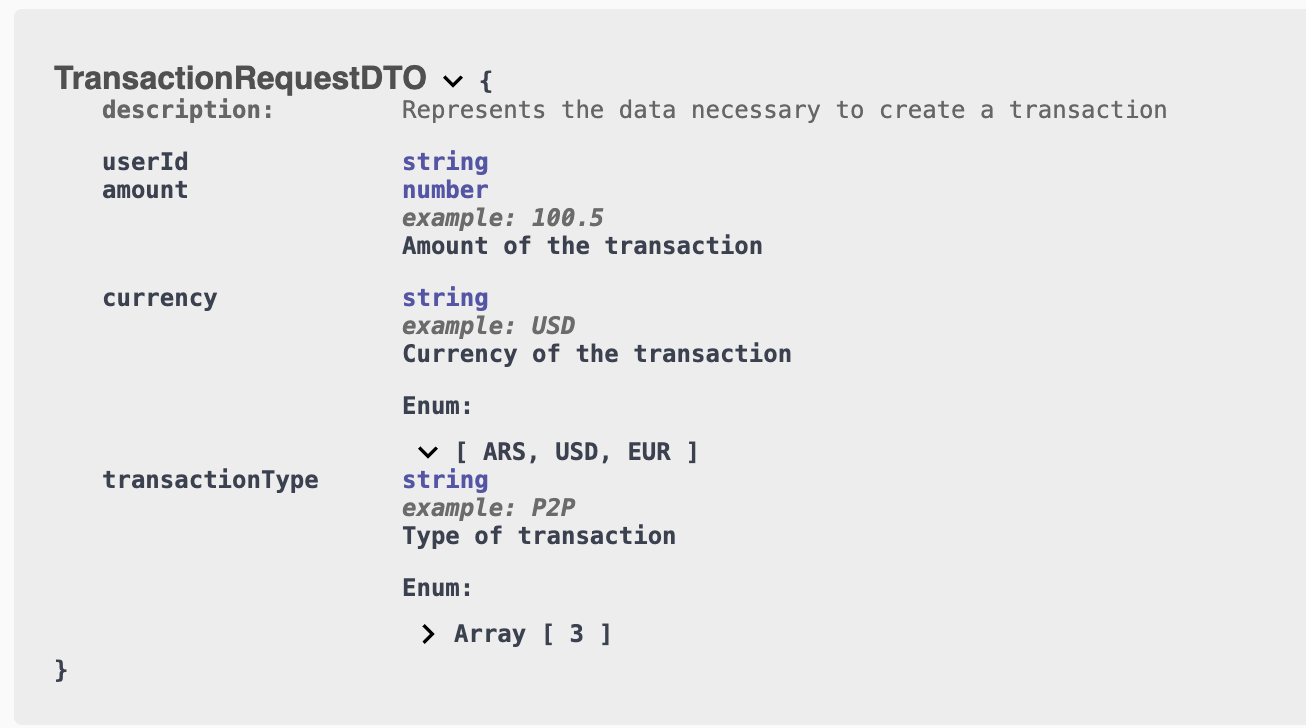 TransactionRequestDTO {
description: Represents the data necessary to create a transaction
userId string
amount number
example: 100.5
Amount of the transaction
currency string
example: USD
Currency of the transaction
Enum:
[ ARS, USD, EUR ]
transactionType string
example: P2P
Type of transaction
Enum:
Array [ 3 ]
}